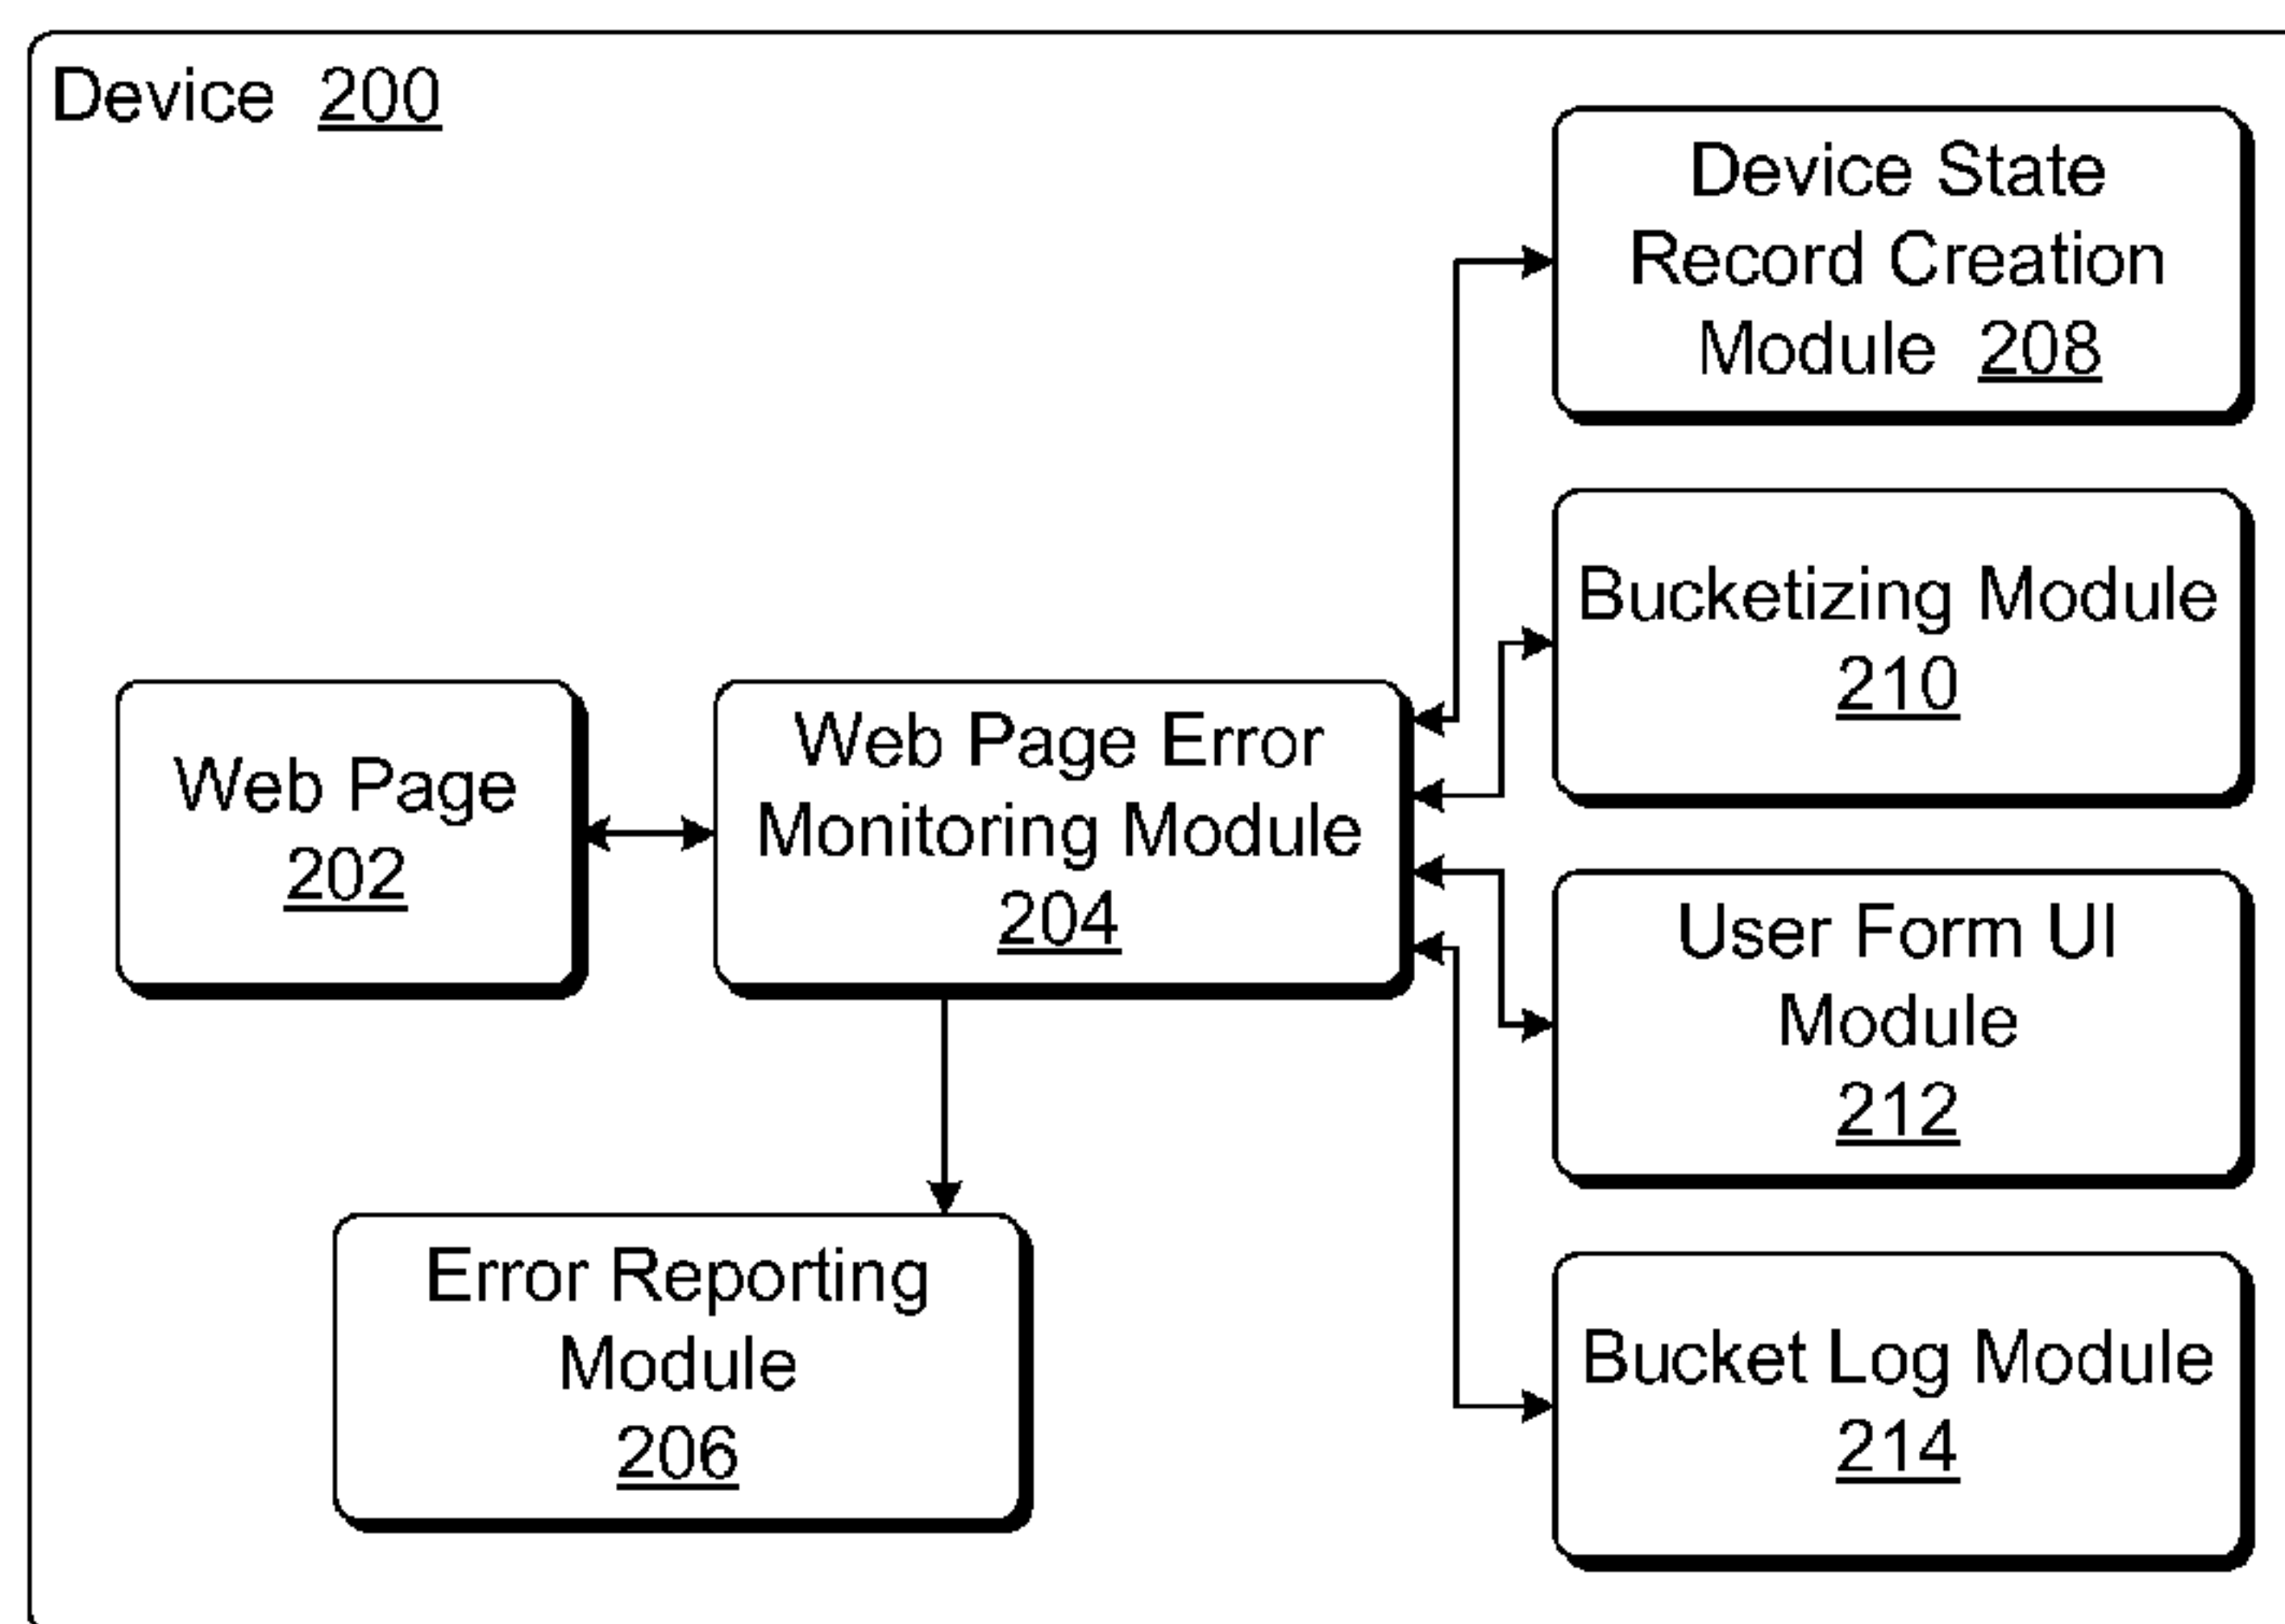 Device 200
Device State
Record Creation
Module 208
Bucketizing Module
210
Web Page
202
Web Page Error
Monitoring Module
204
User Form UI
Module
212
Error Reporting
Module
206
Bucket Log Module
214